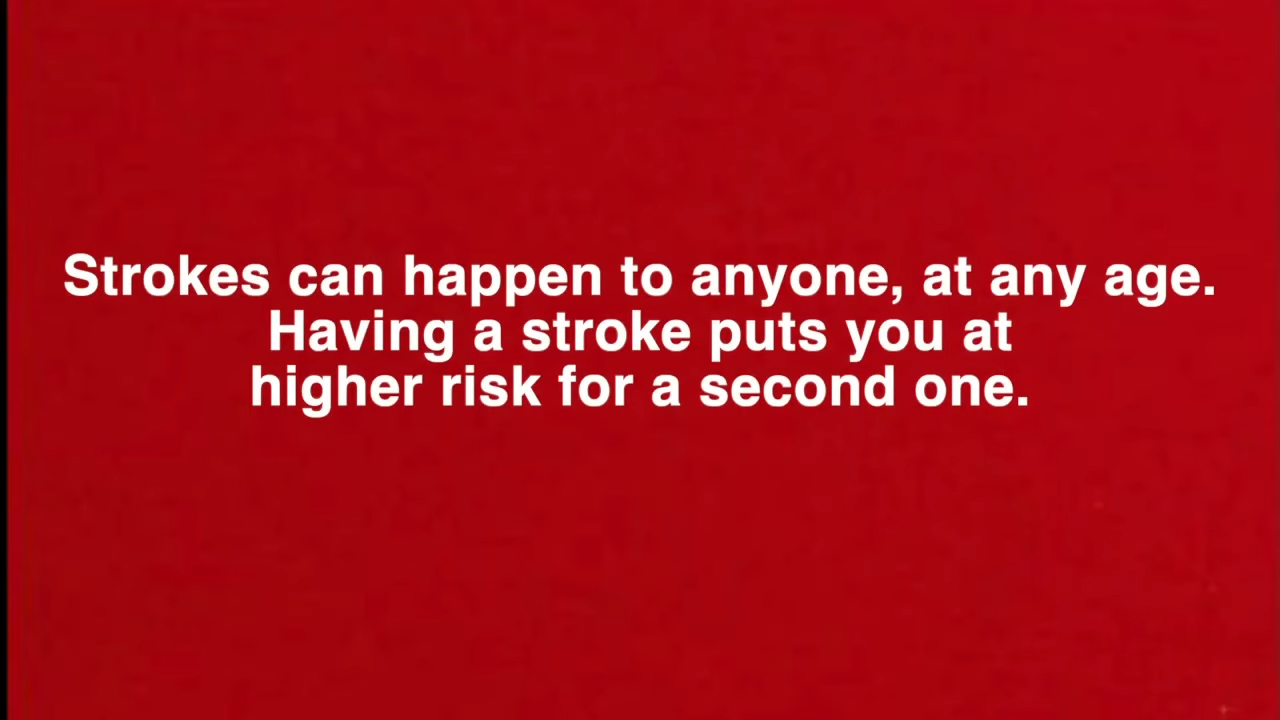 Strokes can happen to anyone, at any age.
Having a stroke puts you at
higher risk for a second one.